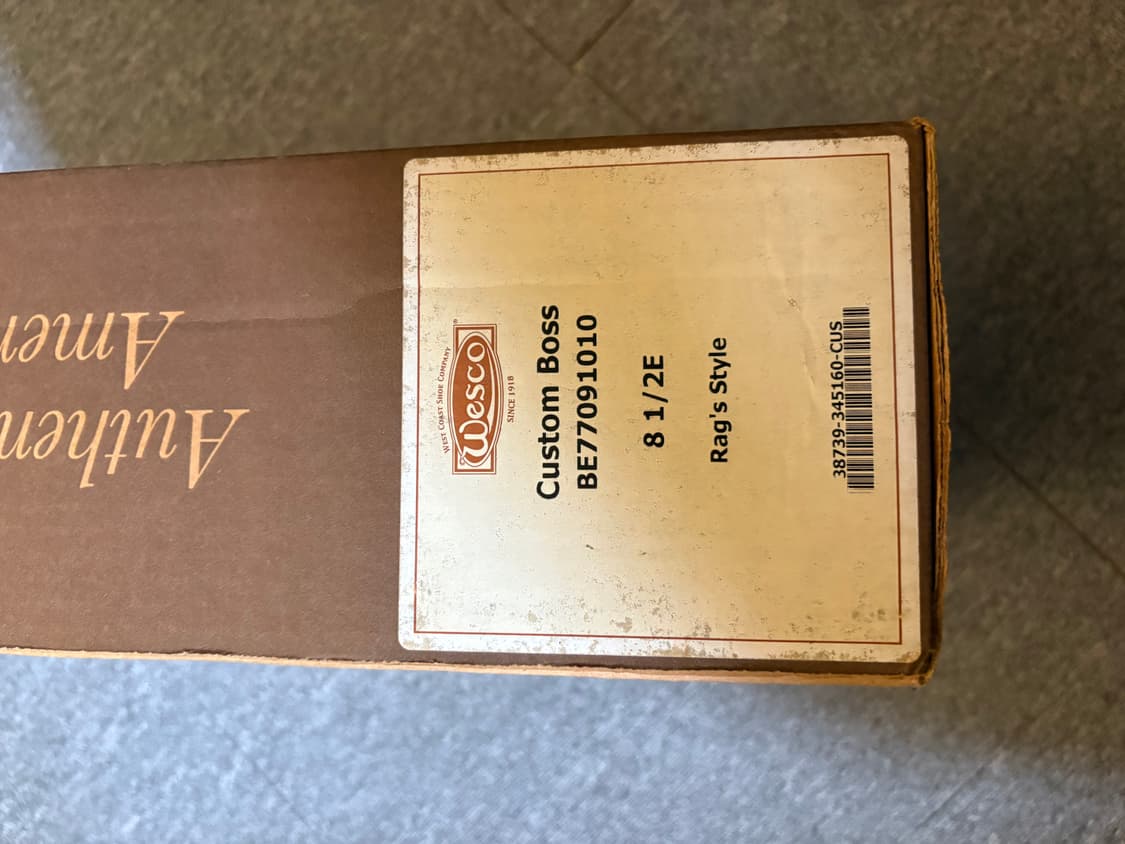 WEST COAST SHOE COMPANY
Wesco®
SINCE 1918
Custom Boss
BE77091010
8 1/2E
Rag's Style
38739-345160-CUS
Authen
Amer